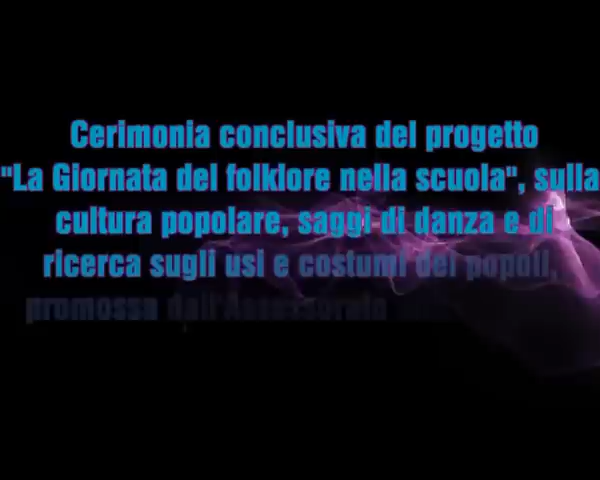 Cerimonia conclusiva del progetto
"La Giornata del folklore nella scuola", sulla
cultura popolare, saggi di danza e di
ricerca sugli usi e costumi dei popoli,
promossa dall'Assessorato